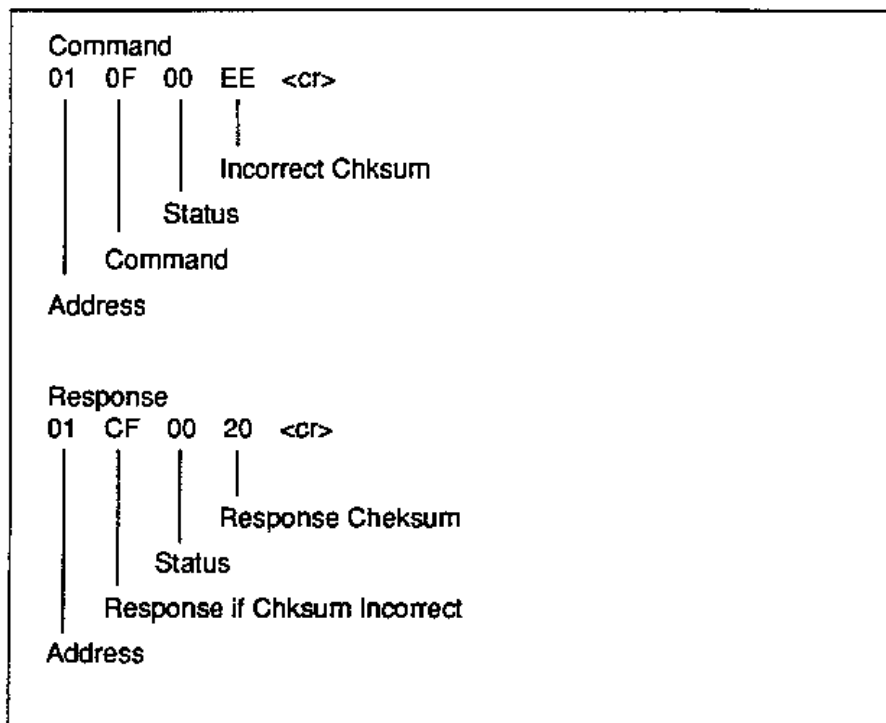 Command
01 0F 00 EE <cr>
Incorrect Chksum
Status
Command
Address
Response
01 CF 00 20 <cr>
Response Cheksum
Status
Response if Chksum Incorrect
Address